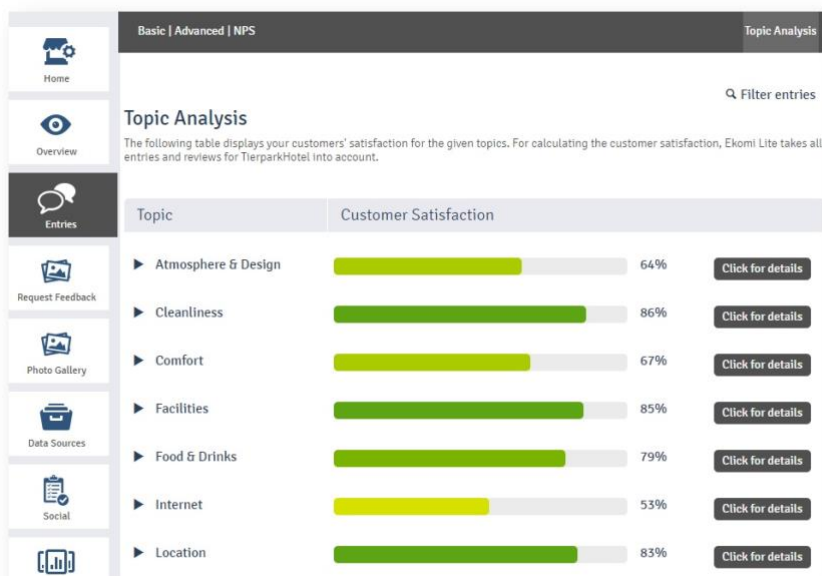 Basic | Advanced | NPS
Topic Analysis
Home
Overview
Entries
Request Feedback
Photo Gallery
Data Sources
Social
Filter entries
Topic Analysis
The following table displays your customers' satisfaction for the given topics. For calculating the customer satisfaction, Ekomi Lite takes all
entries and reviews for TierparkHotel into account.
Topic
Customer Satisfaction
Atmosphere & Design 64% Click for details
Cleanliness 86% Click for details
Comfort 67% Click for details
Facilities 85% Click for details
Food & Drinks 79% Click for details
Internet 53% Click for details
Location 83% Click for details